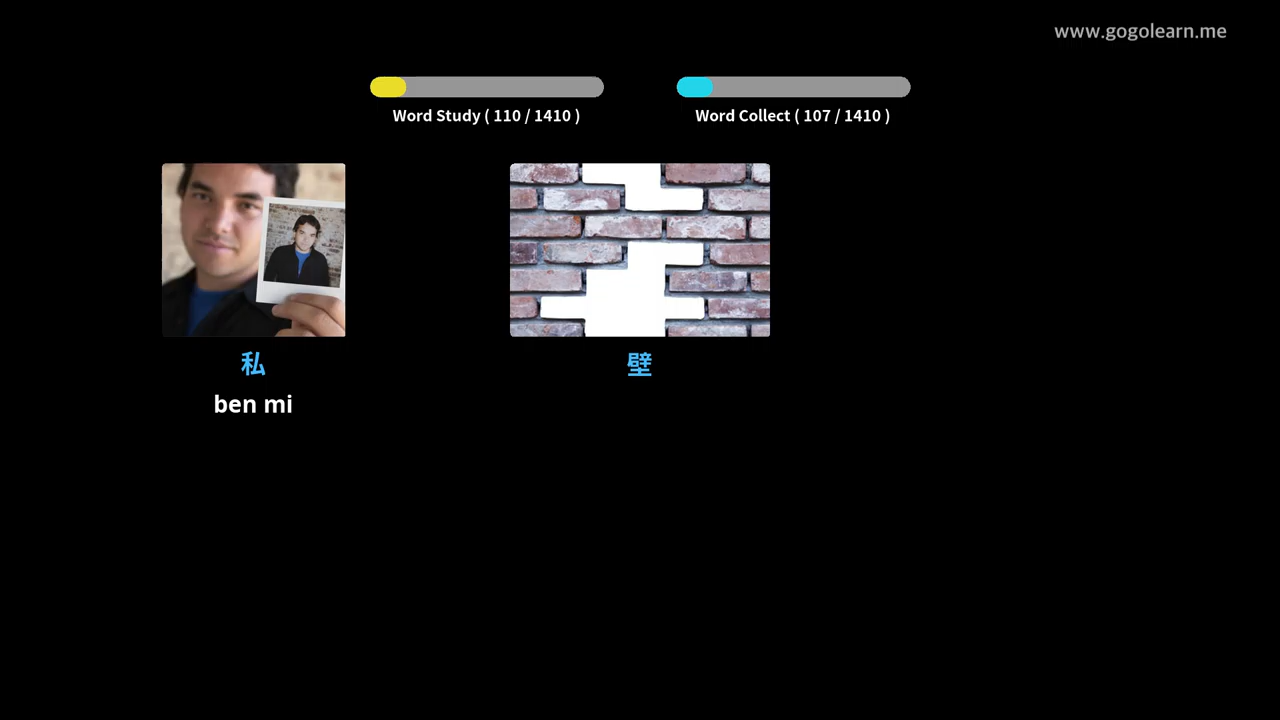 www.gogolearn.me
Word Study ( 110 / 1410 )
Word Collect ( 107 / 1410 )
私
ben mi
壁